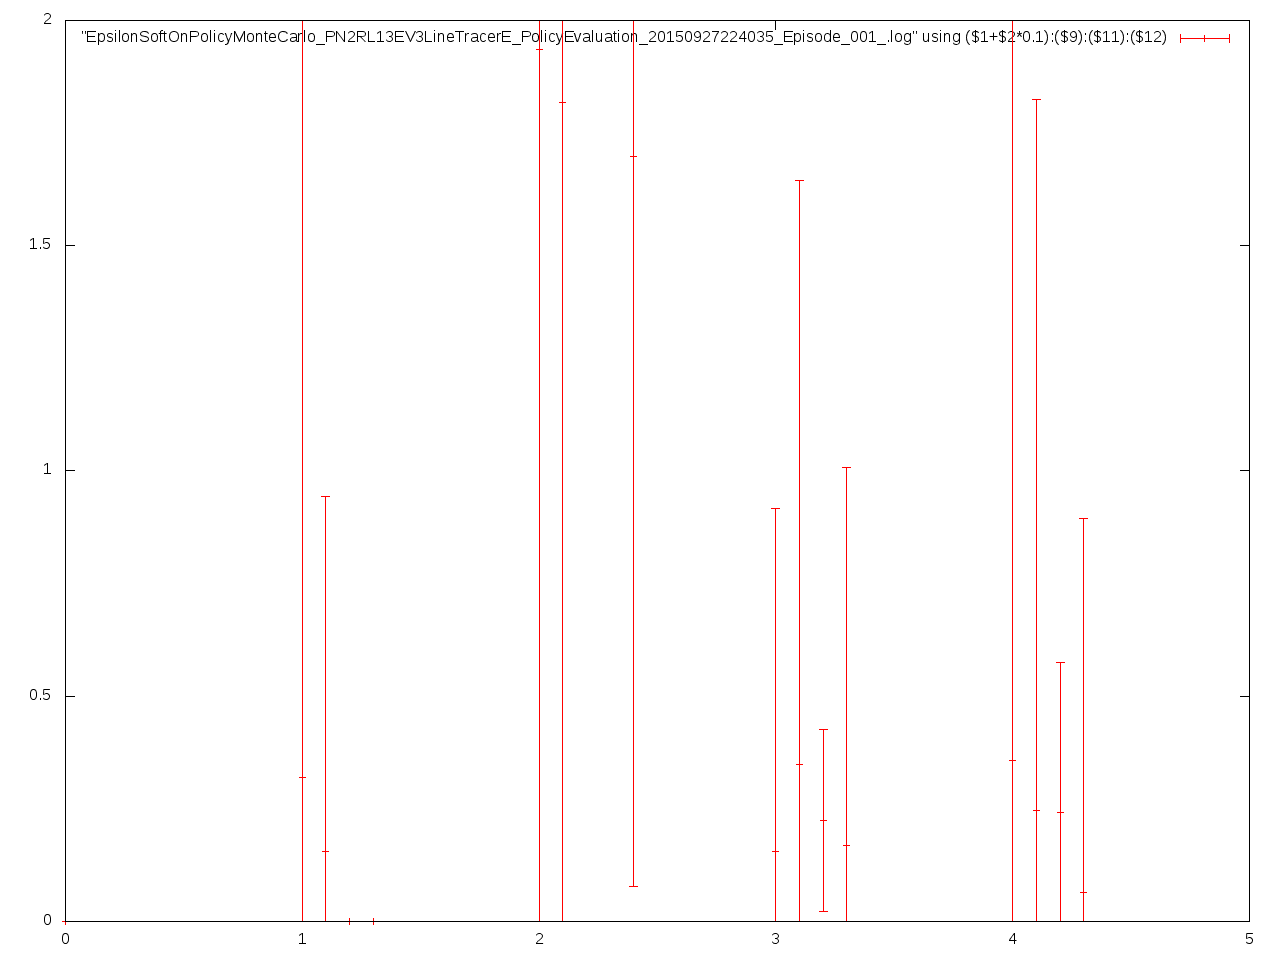 2
"EpsilonSoftOnPolicyMonteCarlo_PN2RL13EV3LineTracerE_PolicyEvaluation_20150927224035_Episode_001_.log" using ($1+$2*0.1):($9):($11):($12)
1.5
1
0.5
0
0 1 2 3 4 5